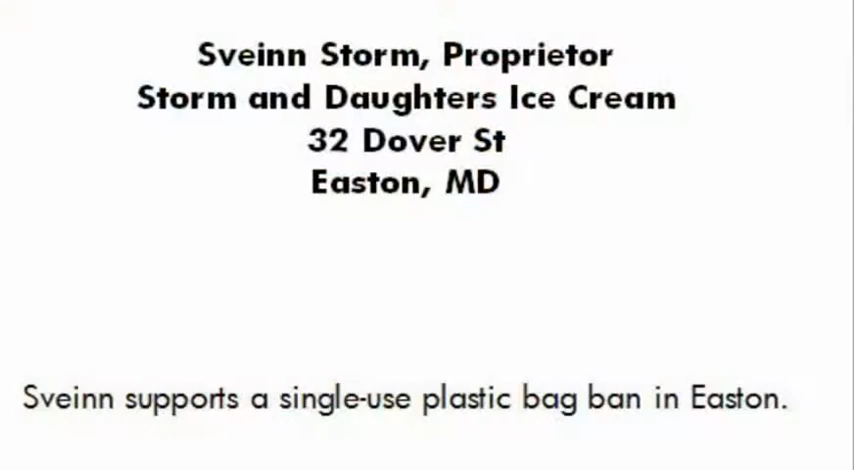 Sveinn Storm, Proprietor
Storm and Daughters Ice Cream
32 Dover St
Easton, MD
Sveinn supports a single-use plastic bag ban in Easton.